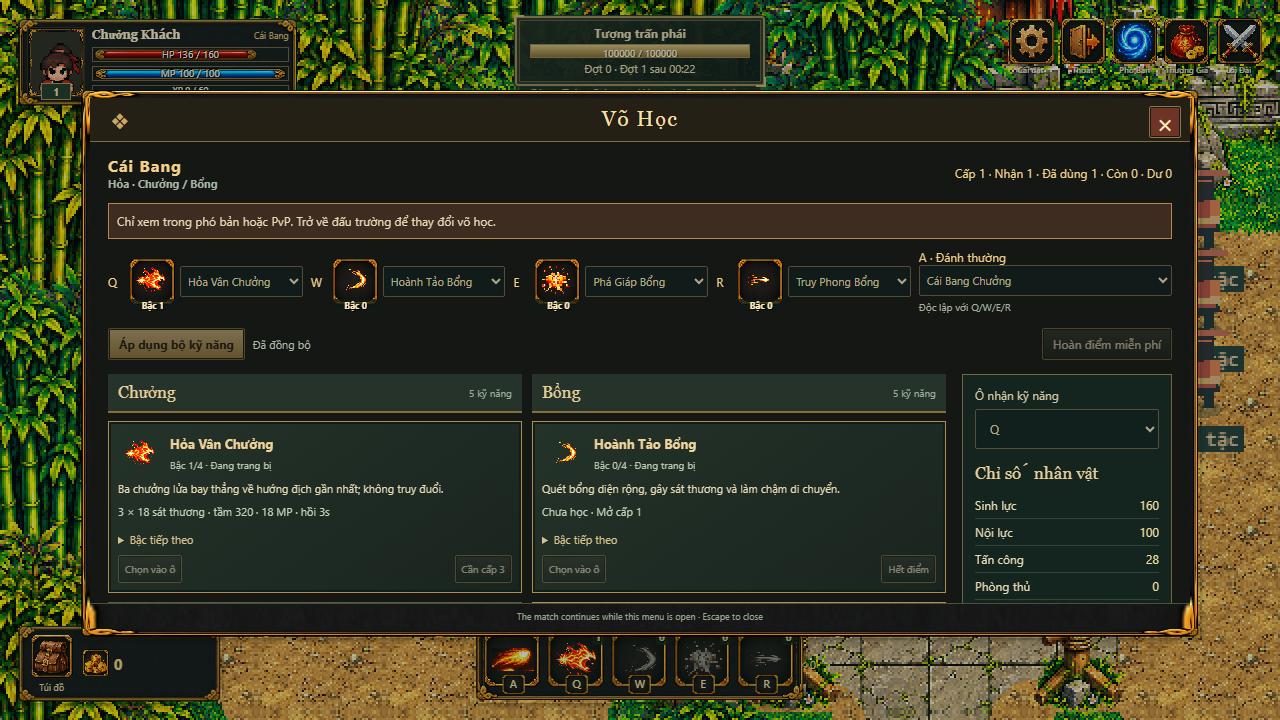 Chưởng Khách
Cái Bang
HP 136 / 160
MP 100 / 100
1
Tượng trấn phái
100000 / 100000
Đợt 0 · Đợt 1 sau 00:22
Võ Học
Cái Bang
Hỏa · Chưởng / Bổng
Cấp 1 · Nhận 1 · Đã dùng 1 · Còn 0 · Dư 0
Chỉ xem trong phó bản hoặc PvP. Trở về đấu trường để thay đổi võ học.
Q
Bậc 1
Hỏa Vân Chưởng
W
Bậc 0
Hoành Tảo Bổng
E
Bậc 0
Phá Giáp Bổng
R
Bậc 0
Truy Phong Bổng
A · Đánh thường
Cái Bang Chưởng
Độc lập với Q/W/E/R
Áp dụng bộ kỹ năng
Đã đồng bộ
Hoàn điểm miễn phí
Chưởng
5 kỹ năng
Hỏa Vân Chưởng
Bậc 1/4 · Đang trang bị
Ba chưởng lửa bay thẳng về hướng địch gần nhất; không truy đuổi.
3 × 18 sát thương · tầm 320 · 18 MP · hồi 3s
Bậc tiếp theo
Chọn vào ô
Cần cấp 3
Bổng
5 kỹ năng
Hoành Tảo Bổng
Bậc 0/4 · Đang trang bị
Quét bổng diện rộng, gây sát thương và làm chậm di chuyển.
Chưa học · Mở cấp 1
Bậc tiếp theo
Chọn vào ô
Hết điểm
Ô nhận kỹ năng
Q
Chỉ số nhân vật
Sinh lực 160
Nội lực 100
Tấn công 28
Phòng thủ 0
tặc
The match continues while this menu is open · Escape to close
Túi đồ
0
A
Q
W
E
R